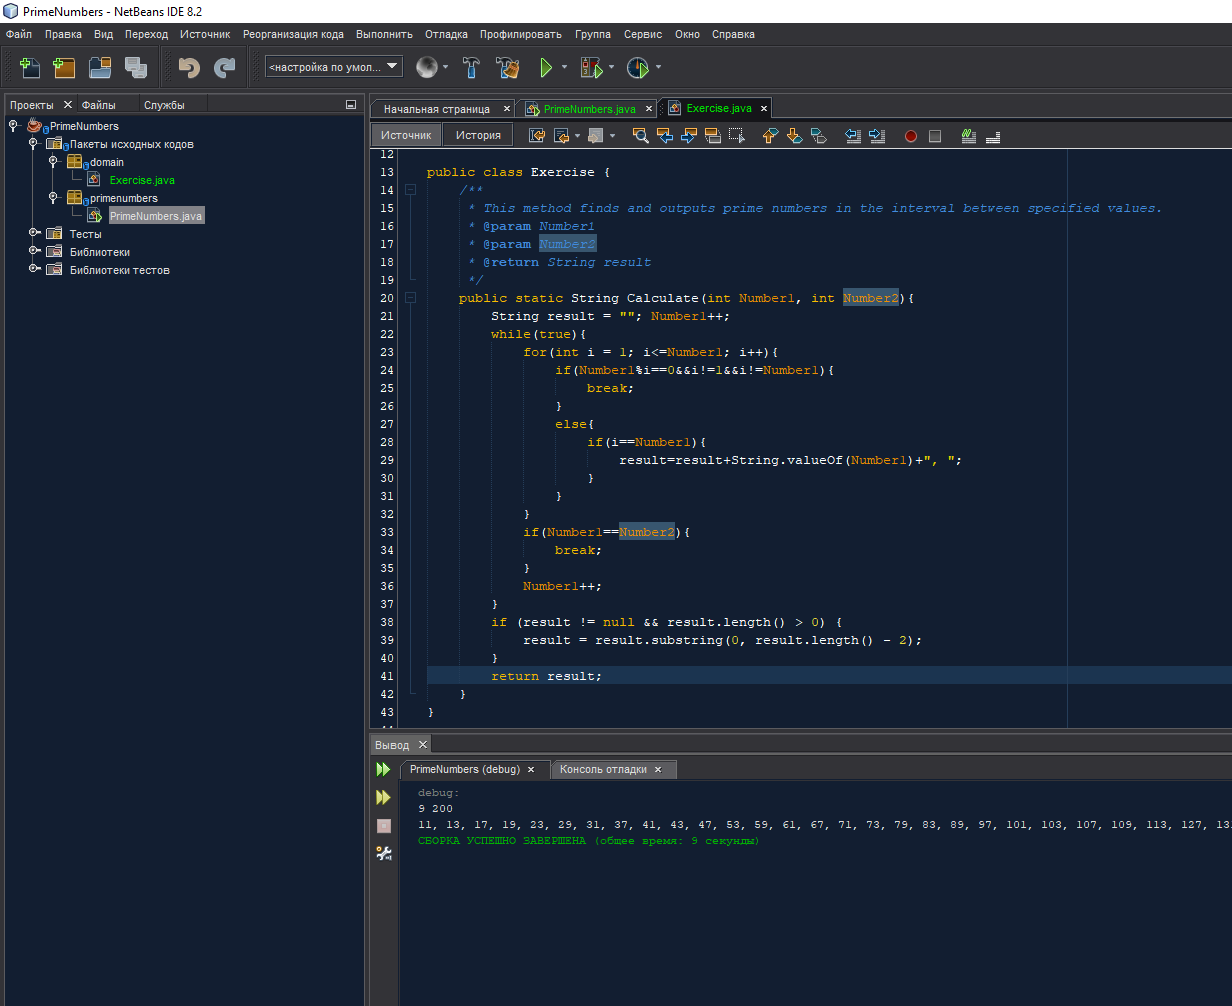 PrimeNumbers - NetBeans IDE 8.2
Файл Правка Вид Переход Источник Реорганизация кода Выполнить Отладка Профилировать Группа Сервис Окно Справка
<настройка по умол...
Проекты Файлы Службы
PrimeNumbers
Пакеты исходных кодов
domain
Exercise.java
primenumbers
PrimeNumbers.java
Тесты
Библиотеки
Библиотеки тестов
Начальная страница PrimeNumbers.java Exercise.java
Источник История
12
13 public class Exercise {
14 /**
15 * This method finds and outputs prime numbers in the interval between specified values.
16 * @param Number1
17 * @param Number2
18 * @return String result
19 */
20 public static String Calculate(int Number1, int Number2){
21 String result = ""; Number1++;
22 while(true){
23 for(int i = 1; i<=Number1; i++){
24 if(Number1%i==0&&i!=1&&i!=Number1){
25 break;
26 }
27 else{
28 if(i==Number1){
29 result=result+String.valueOf(Number1)+", ";
30 }
31 }
32 }
33 if(Number1==Number2){
34 break;
35 }
36 Number1++;
37 }
38 if (result != null && result.length() > 0) {
39 result = result.substring(0, result.length() - 2);
40 }
41 return result;
42 }
43 }
Вывод
PrimeNumbers (debug) Консоль отладки
debug:
9 200
11, 13, 17, 19, 23, 29, 31, 37, 41, 43, 47, 53, 59, 61, 67, 71, 73, 79, 83, 89, 97, 101, 103, 107, 109, 113, 127, 13
СБОРКА УСПЕШНО ЗАВЕРШЕНА (общее время: 9 секунды)